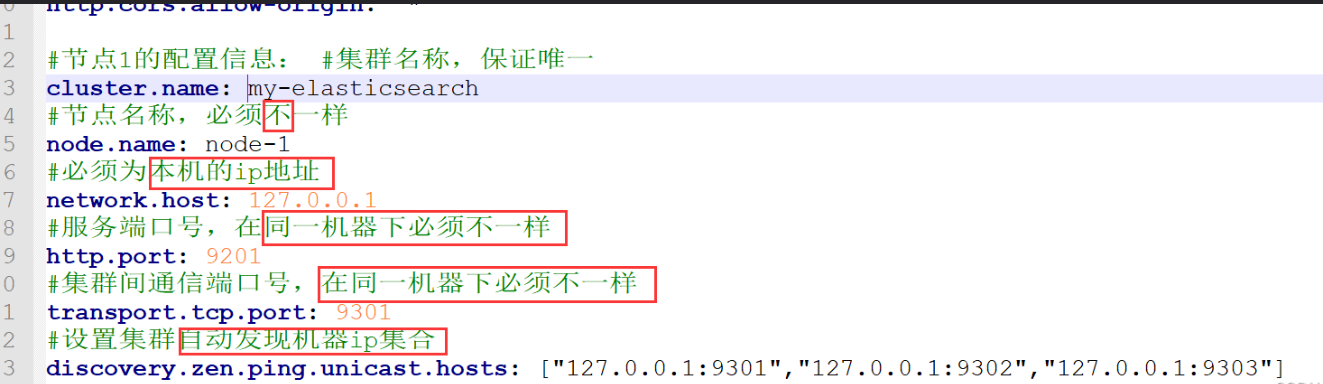 0 http.cors.allow-origin: "*"
1
2 #节点1的配置信息： #集群名称，保证唯一
3 cluster.name: my-elasticsearch
4 #节点名称，必须不一样
5 node.name: node-1
6 #必须为本机的ip地址
7 network.host: 127.0.0.1
8 #服务端口号，在同一机器下必须不一样
9 http.port: 9201
0 #集群间通信端口号，在同一机器下必须不一样
1 transport.tcp.port: 9301
2 #设置集群自动发现机器ip集合
3 discovery.zen.ping.unicast.hosts: ["127.0.0.1:9301","127.0.0.1:9302","127.0.0.1:9303"]